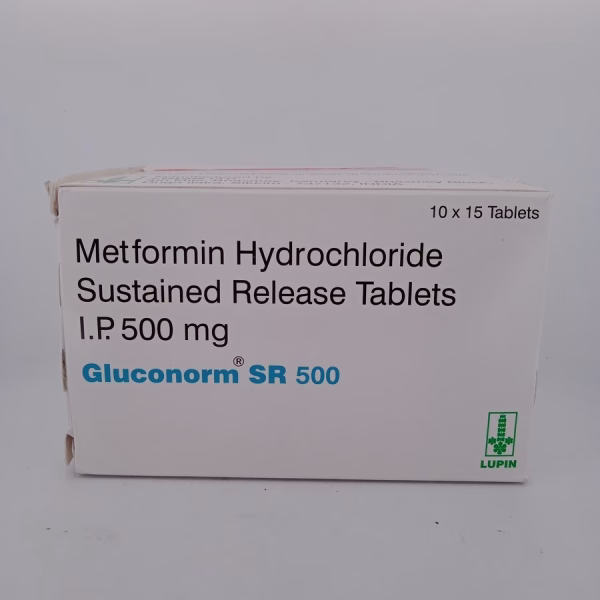 10 x 15 Tablets
Metformin Hydrochloride
Sustained Release Tablets
I.P. 500 mg
Gluconorm® SR 500
LUPIN